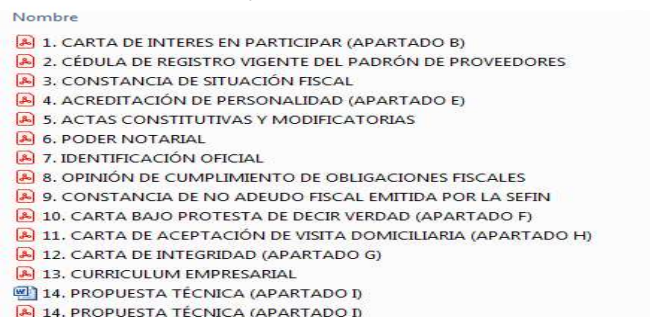 Nombre
1. CARTA DE INTERES EN PARTICIPAR (APARTADO B)
2. CÉDULA DE REGISTRO VIGENTE DEL PADRÓN DE PROVEEDORES
3. CONSTANCIA DE SITUACIÓN FISCAL
4. ACREDITACIÓN DE PERSONALIDAD (APARTADO E)
5. ACTAS CONSTITUTIVAS Y MODIFICATORIAS
6. PODER NOTARIAL
7. IDENTIFICACIÓN OFICIAL
8. OPINIÓN DE CUMPLIMIENTO DE OBLIGACIONES FISCALES
9. CONSTANCIA DE NO ADEUDO FISCAL EMITIDA POR LA SEFIN
10. CARTA BAJO PROTESTA DE DECIR VERDAD (APARTADO F)
11. CARTA DE ACEPTACIÓN DE VISITA DOMICILIARIA (APARTADO H)
12. CARTA DE INTEGRIDAD (APARTADO G)
13. CURRICULUM EMPRESARIAL
14. PROPUESTA TÉCNICA (APARTADO I)
14. PROPUESTA TÉCNICA (APARTADO I)